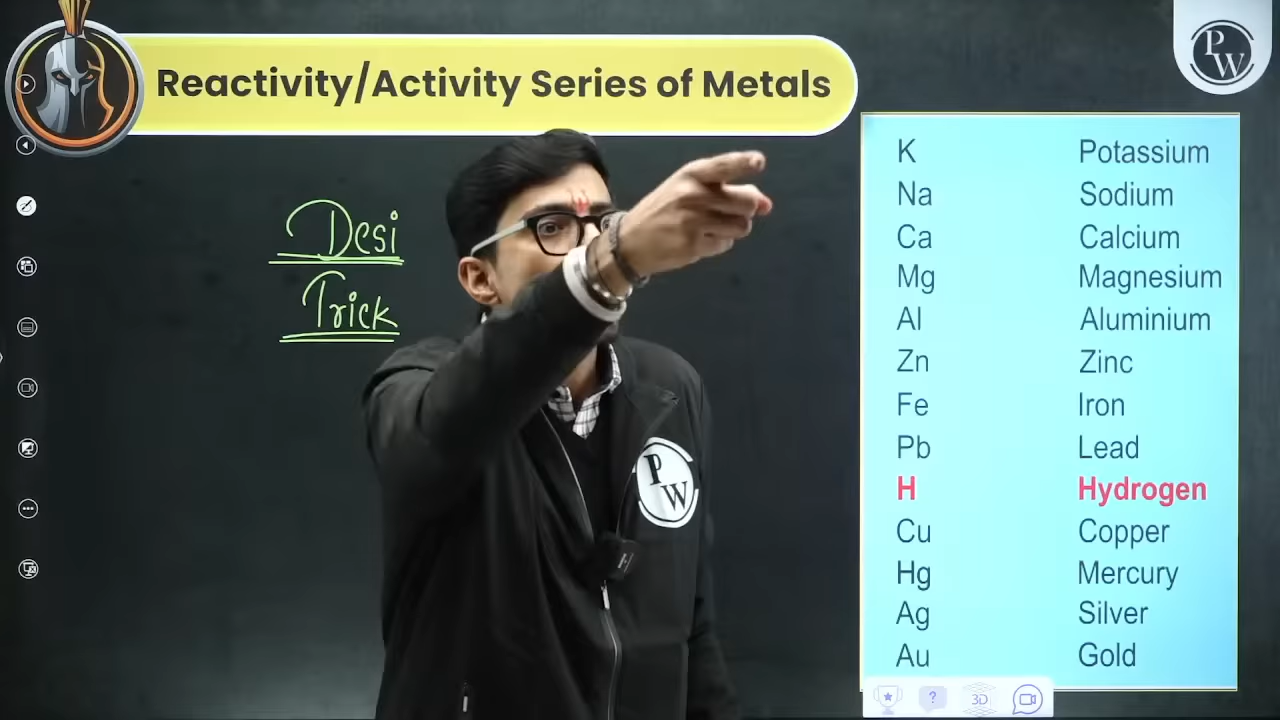 Reactivity/Activity Series of Metals
PW
Desi
Trick
K Potassium
Na Sodium
Ca Calcium
Mg Magnesium
Al Aluminium
Zn Zinc
Fe Iron
Pb Lead
H Hydrogen
Cu Copper
Hg Mercury
Ag Silver
Au Gold
PW
?
3D